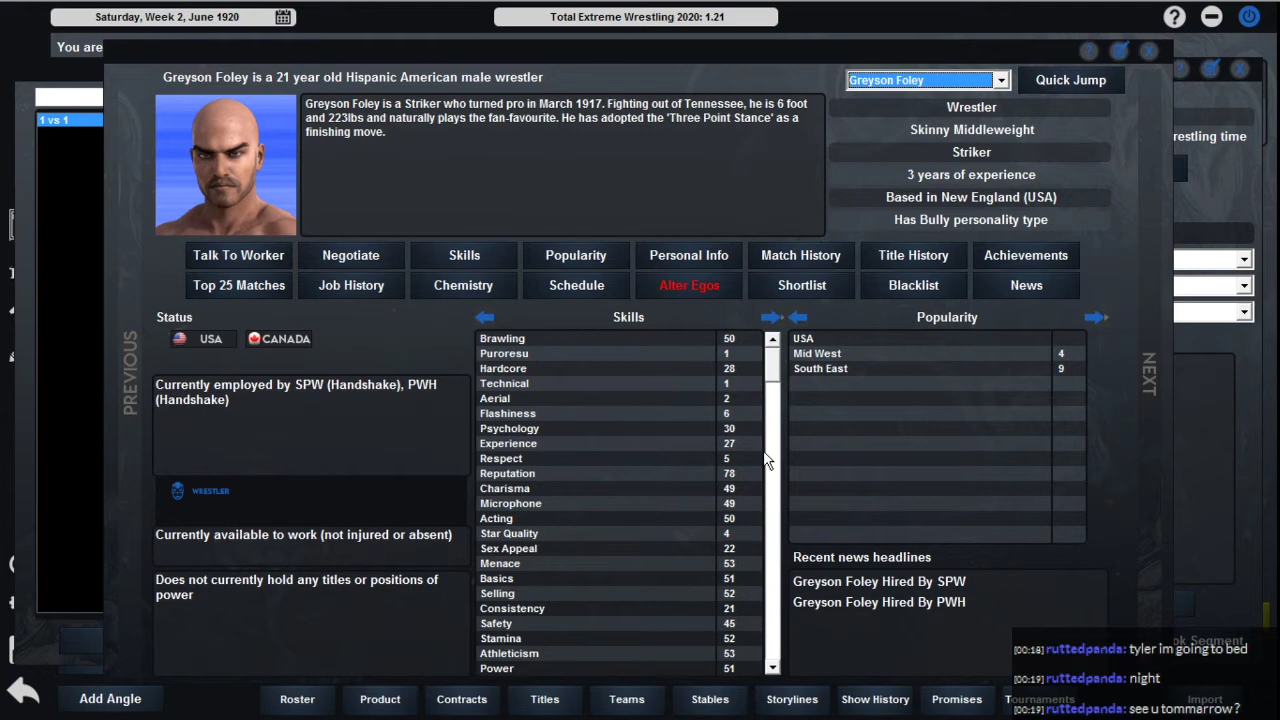 Saturday, Week 2, June 1920
Total Extreme Wrestling 2020: 1.21
You are
Greyson Foley is a 21 year old Hispanic American male wrestler
Greyson Foley
Quick Jump
1 vs 1
Greyson Foley is a Striker who turned pro in March 1917. Fighting out of Tennessee, he is 6 foot
and 223lbs and naturally plays the fan-favourite. He has adopted the 'Three Point Stance' as a
finishing move.
Wrestler
Skinny Middleweight
Striker
3 years of experience
Based in New England (USA)
Has Bully personality type
restling time
Talk To Worker
Negotiate
Skills
Popularity
Personal Info
Match History
Title History
Achievements
Top 25 Matches
Job History
Chemistry
Schedule
Alter Egos
Shortlist
Blacklist
News
Status
Skills
Popularity
USA
CANADA
Currently employed by SPW (Handshake), PWH
(Handshake)
WRESTLER
Currently available to work (not injured or absent)
Does not currently hold any titles or positions of
power
PREVIOUS
Brawling 50
Puroresu 1
Hardcore 28
Technical 1
Aerial 2
Flashiness 6
Psychology 30
Experience 27
Respect 5
Reputation 78
Charisma 49
Microphone 49
Acting 50
Star Quality 4
Sex Appeal 22
Menace 53
Basics 51
Selling 52
Consistency 21
Safety 45
Stamina 52
Athleticism 53
Power 51
USA
Mid West 4
South East 9
Recent news headlines
Greyson Foley Hired By SPW
Greyson Foley Hired By PWH
NEXT
ok Segment
[00:18] ruttedpanda: tyler im going to bed
[00:19] ruttedpanda: night
[00:19] ruttedpanda: see u tommarrow?
Add Angle
Roster
Product
Contracts
Titles
Teams
Stables
Storylines
Show History
Promises
Tournaments
Import